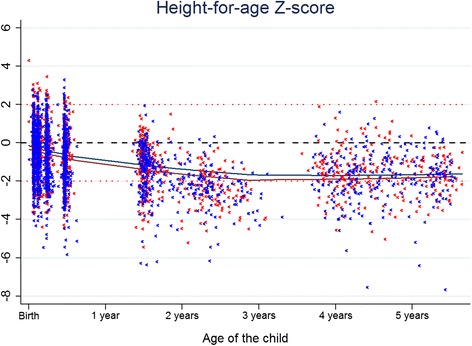 Height-for-age Z-score
6
4
2
0
-2
-4
-6
-8
Birth 1 year 2 years 3 years 4 years 5 years
Age of the child